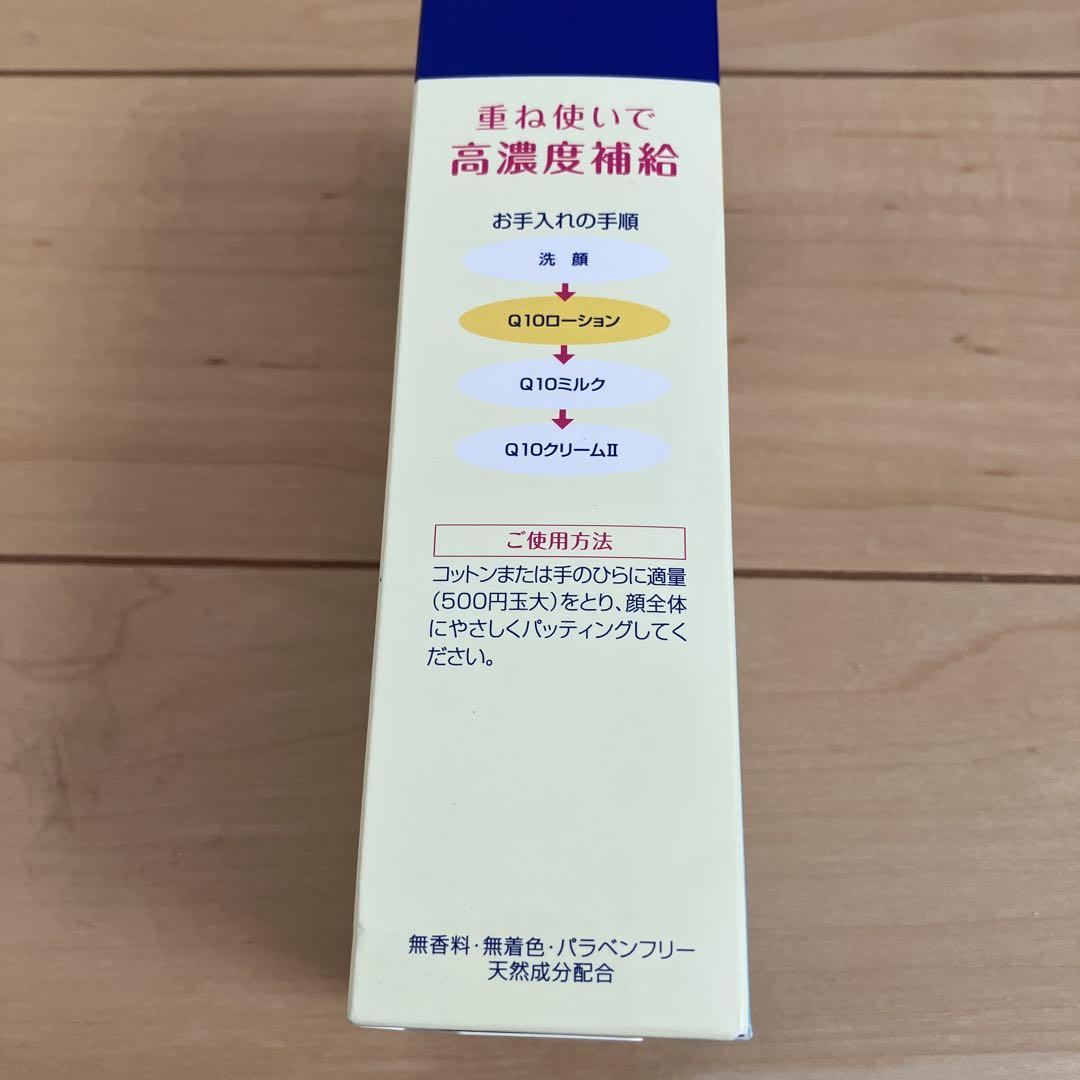 重ね使いで
高濃度補給
お手入れの手順
洗 顔
Q10ローション
Q10ミルク
Q10クリームⅡ
ご使用方法
コットンまたは手のひらに適量
(500円玉大)をとり、顔全体
にやさしくパッティングしてく
ださい。
無香料・無着色・パラベンフリー
天然成分配合